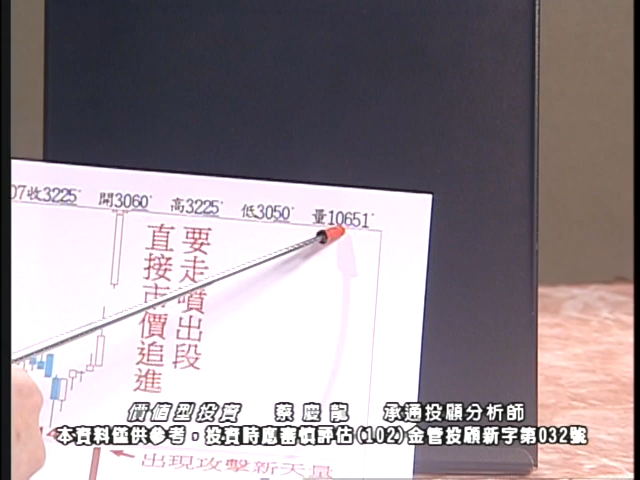 07收3225 開3060 高3225 低3050 量10651
要走噴出段
直接市價追進
價值型投資 蔡慶龍 承通投顧分析師
本資料僅供參考，投資時應審慎評估(102)金管投顧新字第032號
出現攻擊新天量